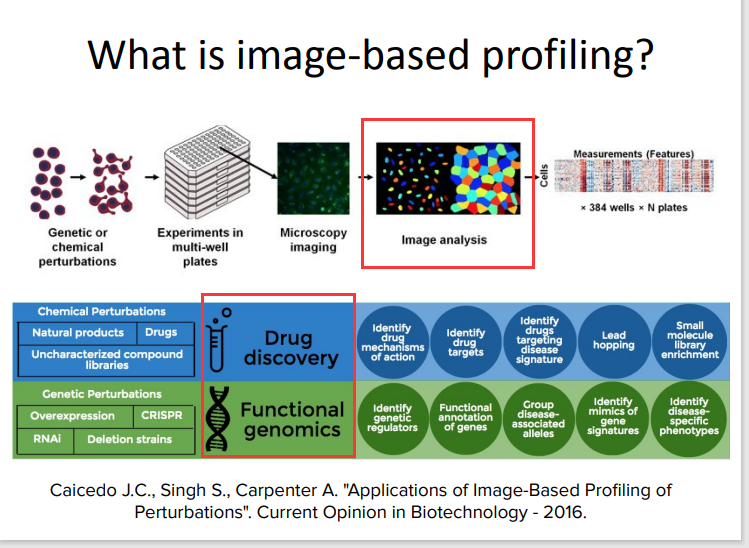 What is image-based profiling?
Genetic or
chemical
perturbations
Experiments in
multi-well
plates
Microscopy
imaging
Image analysis
Cells
Measurements (Features)
× 384 wells × N plates
Chemical Perturbations
Natural products
Drugs
Uncharacterized compound
libraries
Drug
discovery
Identify
drug
mechanisms
of action
Identify
drug
targets
Identify
drugs
targeting
disease
signature
Lead
hopping
Small
molecule
library
enrichment
Genetic Perturbations
Overexpression
CRISPR
RNAi
Deletion strains
Functional
genomics
Identify
genetic
regulators
Functional
annotation
of genes
Group
disease-
associated
alleles
Identify
mimics of
gene
signatures
Identify
disease-
specific
phenotypes
Caicedo J.C., Singh S., Carpenter A. "Applications of Image-Based Profiling of
Perturbations". Current Opinion in Biotechnology - 2016.